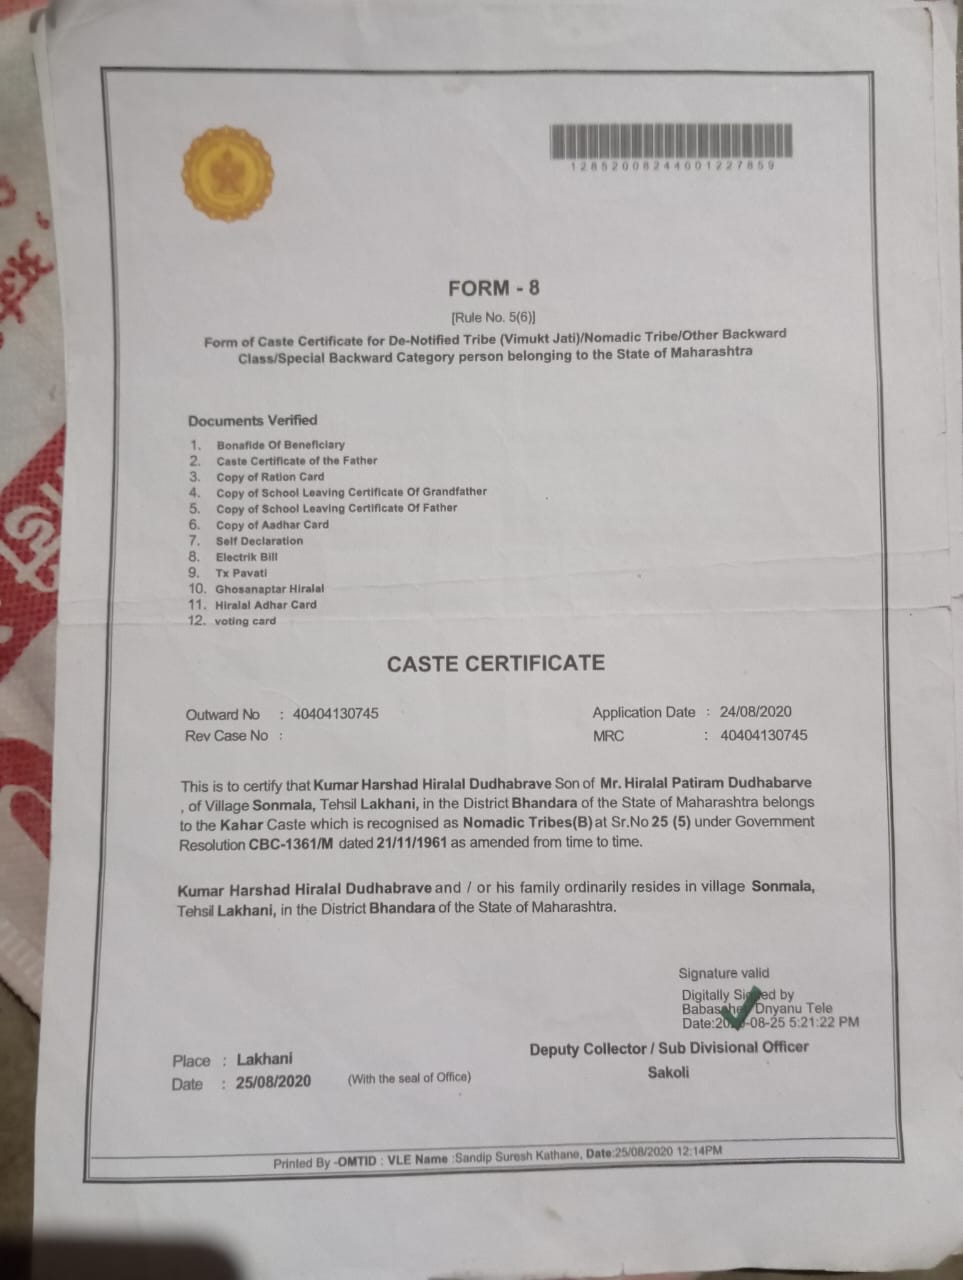 12852008244001227859
FORM - 8
[Rule No. 5(6)]
Form of Caste Certificate for De-Notified Tribe (Vimukt Jati)/Nomadic Tribe/Other Backward
Class/Special Backward Category person belonging to the State of Maharashtra
Documents Verified
1. Bonafide Of Beneficiary
2. Caste Certificate of the Father
3. Copy of Ration Card
4. Copy of School Leaving Certificate Of Grandfather
5. Copy of School Leaving Certificate Of Father
6. Copy of Aadhar Card
7. Self Declaration
8. Electrik Bill
9. Tx Pavati
10. Ghosanaptar Hiralal
11. Hiralal Adhar Card
12. voting card
CASTE CERTIFICATE
Outward No : 40404130745 Application Date : 24/08/2020
Rev Case No : MRC : 40404130745
This is to certify that Kumar Harshad Hiralal Dudhabrave Son of Mr. Hiralal Patiram Dudhabarve
, of Village Sonmala, Tehsil Lakhani, in the District Bhandara of the State of Maharashtra belongs
to the Kahar Caste which is recognised as Nomadic Tribes(B) at Sr.No 25 (5) under Government
Resolution CBC-1361/M dated 21/11/1961 as amended from time to time.
Kumar Harshad Hiralal Dudhabrave and / or his family ordinarily resides in village Sonmala,
Tehsil Lakhani, in the District Bhandara of the State of Maharashtra.
Signature valid
Digitally Signed by
Babasaheb Dnyanu Tele
Date:2020-08-25 5:21:22 PM
Deputy Collector / Sub Divisional Officer
Sakoli
Place : Lakhani
Date : 25/08/2020 (With the seal of Office)
Printed By -OMTID : VLE Name :Sandip Suresh Kathane, Date:25/08/2020 12:14PM